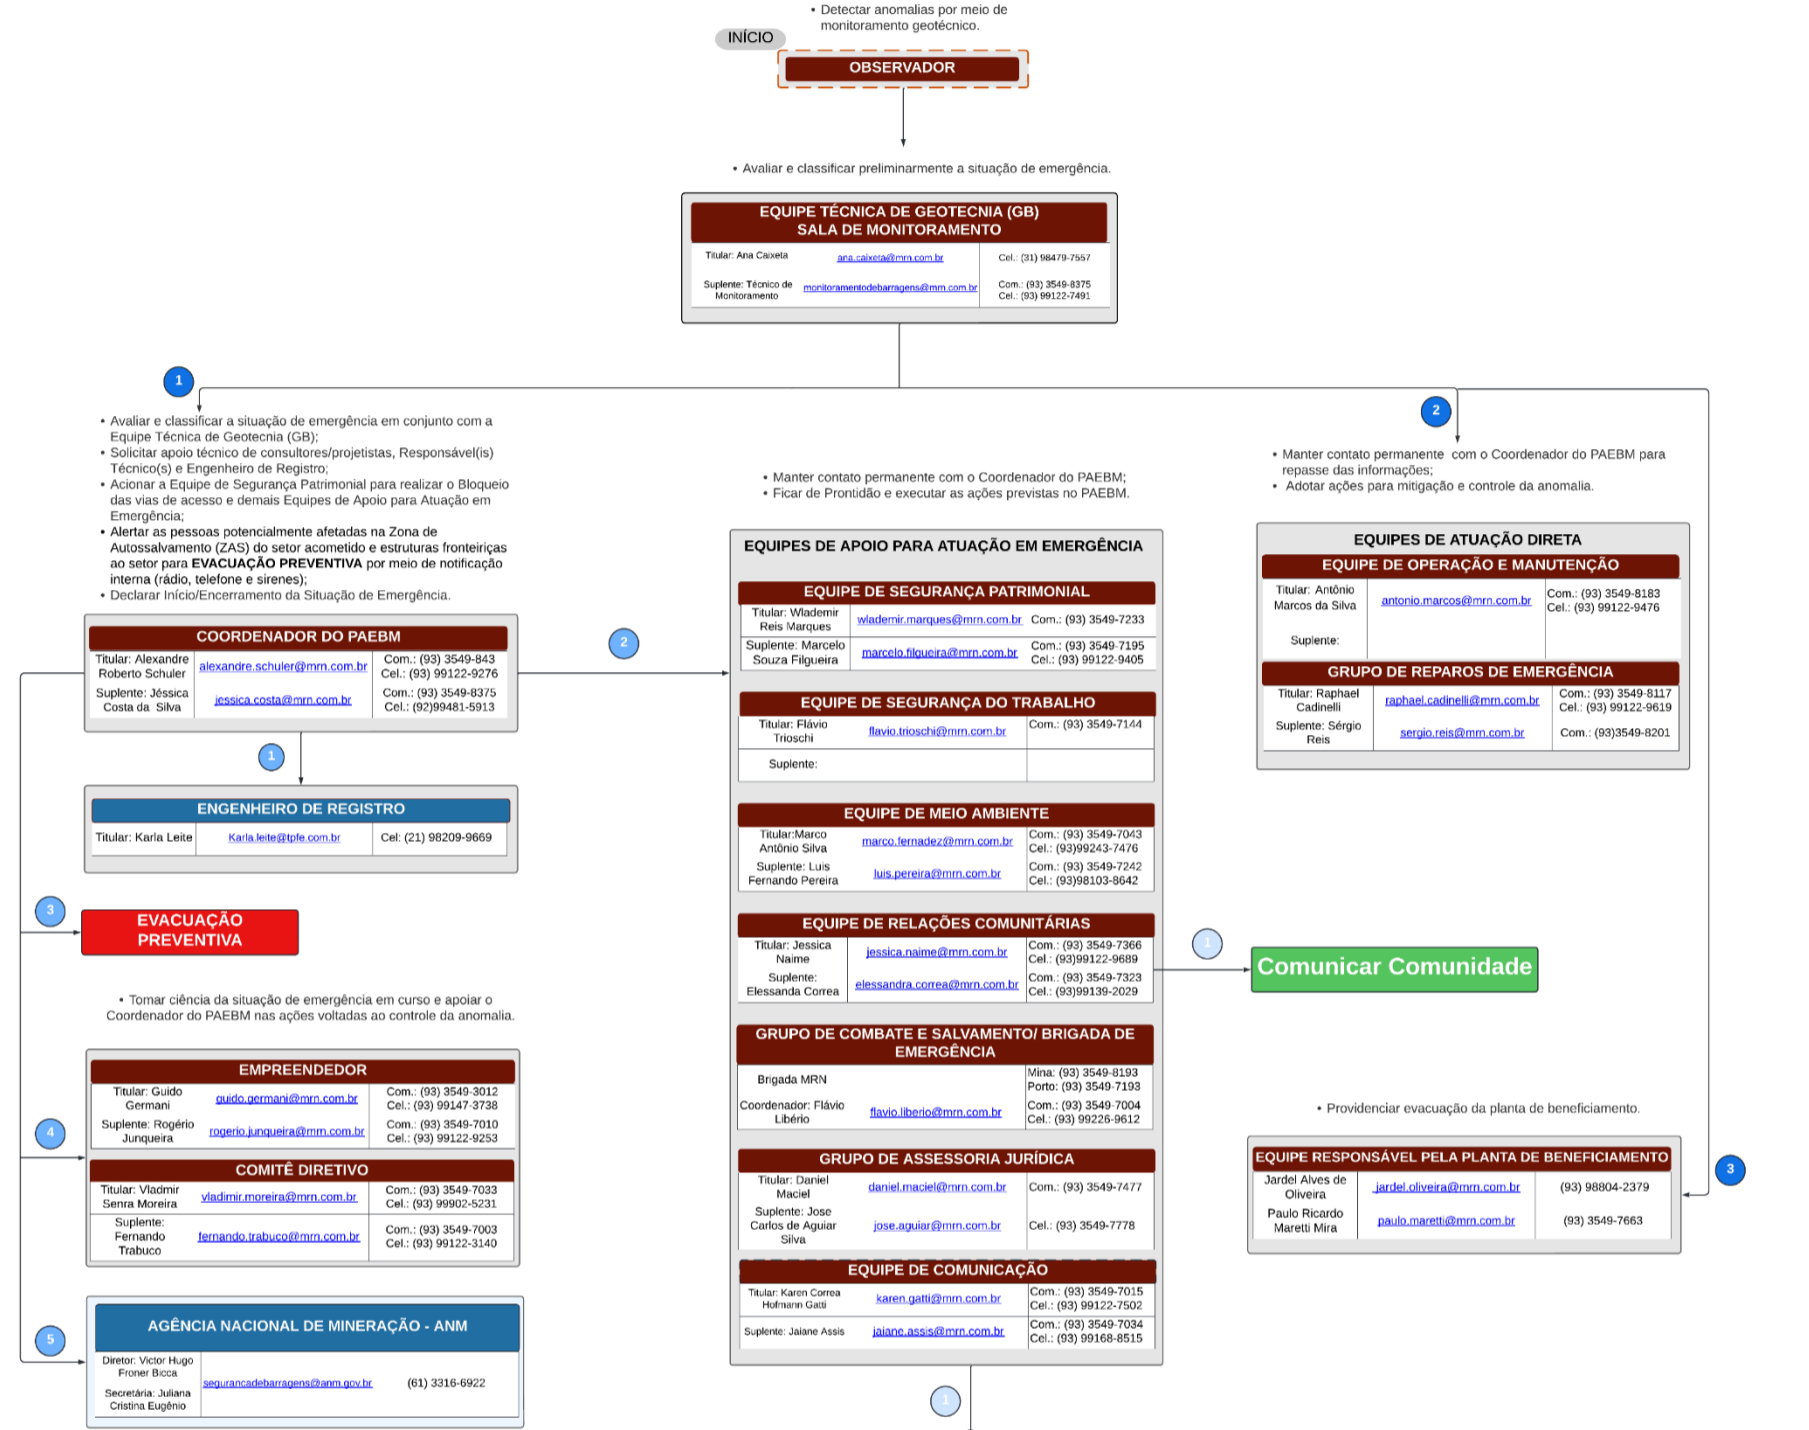 • Detectar anomalias por meio de
monitoramento geotécnico.
INÍCIO
OBSERVADOR
• Avaliar e classificar preliminarmente a situação de emergência.
EQUIPE TÉCNICA DE GEOTECNIA (GB)
SALA DE MONITORAMENTO
Titular: Ana Caixeta ana.caixeta@mrn.com.br Cel.: (31) 98479-7557
Suplente: Técnico de
Monitoramento
monitoramentodebarragens@mrn.com.br
Com.: (93) 3549-8375
Cel.: (93) 99122-7491
1
• Avaliar e classificar a situação de emergência em conjunto com a
Equipe Técnica de Geotecnia (GB);
• Solicitar apoio técnico de consultores/projetistas, Responsável(is)
Técnico(s) e Engenheiro de Registro;
• Acionar a Equipe de Segurança Patrimonial para realizar o Bloqueio
das vias de acesso e demais Equipes de Apoio para Atuação em
Emergência;
• Alertar as pessoas potencialmente afetadas na Zona de
Autossalvamento (ZAS) do setor acometido e estruturas fronteiriças
ao setor para EVACUAÇÃO PREVENTIVA por meio de notificação
interna (rádio, telefone e sirenes);
• Declarar Início/Encerramento da Situação de Emergência.
COORDENADOR DO PAEBM
Titular: Alexandre
Roberto Schuler
alexandre.schuler@mrn.com.br
Com.: (93) 3549-843
Cel.: (93) 99122-9276
Suplente: Jéssica
Costa da Silva
jessica.costa@mrn.com.br
Com.: (93) 3549-8375
Cel.: (92)99481-5913
1
ENGENHEIRO DE REGISTRO
Titular: Karla Leite Karla.leite@tpfe.com.br Cel: (21) 98209-9669
3
EVACUAÇÃO
PREVENTIVA
• Tomar ciência da situação de emergência em curso e apoiar o
Coordenador do PAEBM nas ações voltadas ao controle da anomalia.
4
EMPREENDEDOR
Titular: Guido
Germani
guido.germani@mrn.com.br
Com.: (93) 3549-3012
Cel.: (93) 99147-3738
Suplente: Rogério
Junqueira
rogerio.junqueira@mrn.com.br
Com.: (93) 3549-7010
Cel.: (93) 99122-9253
COMITÊ DIRETIVO
Titular: Vladmir
Senra Moreira
vladimir.moreira@mrn.com.br
Com.: (93) 3549-7033
Cel.: (93) 99902-5231
Suplente:
Fernando
Trabuco
fernando.trabuco@mrn.com.br
Com.: (93) 3549-7003
Cel.: (93) 99122-3140
5
AGÊNCIA NACIONAL DE MINERAÇÃO - ANM
Diretor: Victor Hugo
Froner Bicca
Secretária: Juliana
Cristina Eugênio
segurancadebarragens@anm.gov.br
(61) 3316-6922
2
• Manter contato permanente com o Coordenador do PAEBM;
• Ficar de Prontidão e executar as ações previstas no PAEBM.
EQUIPES DE APOIO PARA ATUAÇÃO EM EMERGÊNCIA
EQUIPE DE SEGURANÇA PATRIMONIAL
Titular: Wlademir
Reis Marques
wlademir.marques@mrn.com.br Com.: (93) 3549-7233
Suplente: Marcelo
Souza Filgueira
marcelo.filgueira@mrn.com.br
Com.: (93) 3549-7195
Cel.: (93) 99122-9405
EQUIPE DE SEGURANÇA DO TRABALHO
Titular: Flávio
Trioschi
flavio.trioschi@mrn.com.br
Com.: (93) 3549-7144
Suplente:
EQUIPE DE MEIO AMBIENTE
Titular:Marco
Antônio Silva
marco.fernadez@mrn.com.br
Com.: (93) 3549-7043
Cel.: (93)99243-7476
Suplente: Luis
Fernando Pereira
luis.pereira@mrn.com.br
Com.: (93) 3549-7242
Cel.: (93)98103-8642
EQUIPE DE RELAÇÕES COMUNITÁRIAS
Titular: Jessica
Naime
jessica.naime@mrn.com.br
Com.: (93) 3549-7366
Cel.: (93)99122-9689
Suplente:
Elessanda Correa
elessandra.correa@mrn.com.br
Com.: (93) 3549-7323
Cel.: (93)99139-2029
1
Comunicar Comunidade
GRUPO DE COMBATE E SALVAMENTO/ BRIGADA DE
EMERGÊNCIA
Brigada MRN
Mina: (93) 3549-8193
Porto: (93) 3549-7193
Coordenador: Flávio
Libério
flavio.liberio@mrn.com.br
Com.: (93) 3549-7004
Cel.: (93) 99226-9612
GRUPO DE ASSESSORIA JURÍDICA
Titular: Daniel
Maciel
daniel.maciel@mrn.com.br Com.: (93) 3549-7477
Suplente: Jose
Carlos de Aguiar
Silva
jose.aguiar@mrn.com.br Cel.: (93) 3549-7778
EQUIPE DE COMUNICAÇÃO
Titular: Karen Correa
Hofmann Gatti
karen.gatti@mrn.com.br
Com.: (93) 3549-7015
Cel.: (93) 99122-7502
Suplente: Jaiane Assis jaiane.assis@mrn.com.br
Com.: (93) 3549-7034
Cel.: (93) 99168-8515
1
2
• Manter contato permanente com o Coordenador do PAEBM para
repasse das informações;
• Adotar ações para mitigação e controle da anomalia.
EQUIPES DE ATUAÇÃO DIRETA
EQUIPE DE OPERAÇÃO E MANUTENÇÃO
Titular: Antônio
Marcos da Silva
antonio.marcos@mrn.com.br
Com.: (93) 3549-8183
Cel.: (93) 99122-9476
Suplente:
GRUPO DE REPAROS DE EMERGÊNCIA
Titular: Raphael
Cadinelli
raphael.cadinelli@mrn.com.br
Com.: (93) 3549-8117
Cel.: (93) 99122-9619
Suplente: Sérgio
Reis
sergio.reis@mrn.com.br
Com.: (93)3549-8201
• Providenciar evacuação da planta de beneficiamento.
3
EQUIPE RESPONSÁVEL PELA PLANTA DE BENEFICIAMENTO
Jardel Alves de
Oliveira
jardel.oliveira@mrn.com.br (93) 98804-2379
Paulo Ricardo
Maretti Mira
paulo.maretti@mrn.com.br (93) 3549-7663